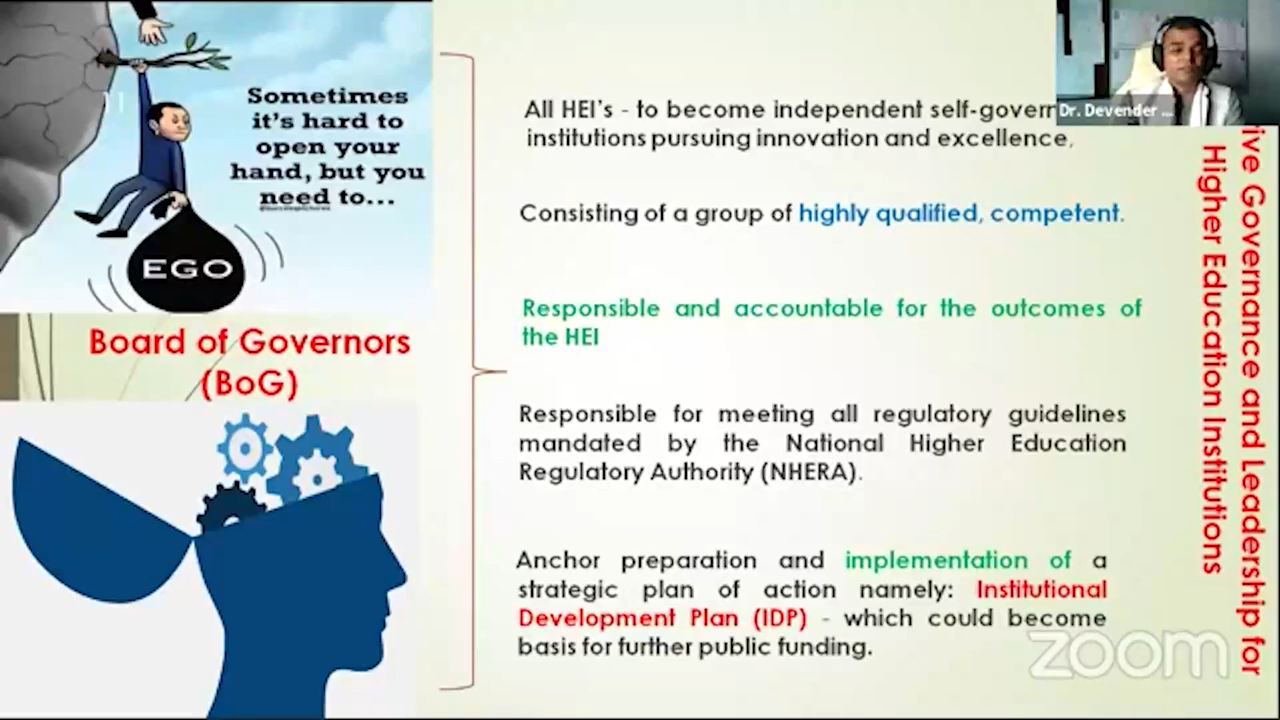 Sometimes
it's hard to
open your
hand, but you
need to...
EGO
Board of Governors
(BoG)
All HEI's - to become independent self-govern
institutions pursuing innovation and excellence,
Consisting of a group of highly qualified, competent.
Responsible and accountable for the outcomes of
the HEI
Responsible for meeting all regulatory guidelines
mandated by the National Higher Education
Regulatory Authority (NHERA).
Anchor preparation and implementation of a
strategic plan of action namely: Institutional
Development Plan (IDP) - which could become
basis for further public funding.
Dr. Devender ...
ive Governance and Leadership for
Higher Education Institutions
zoom